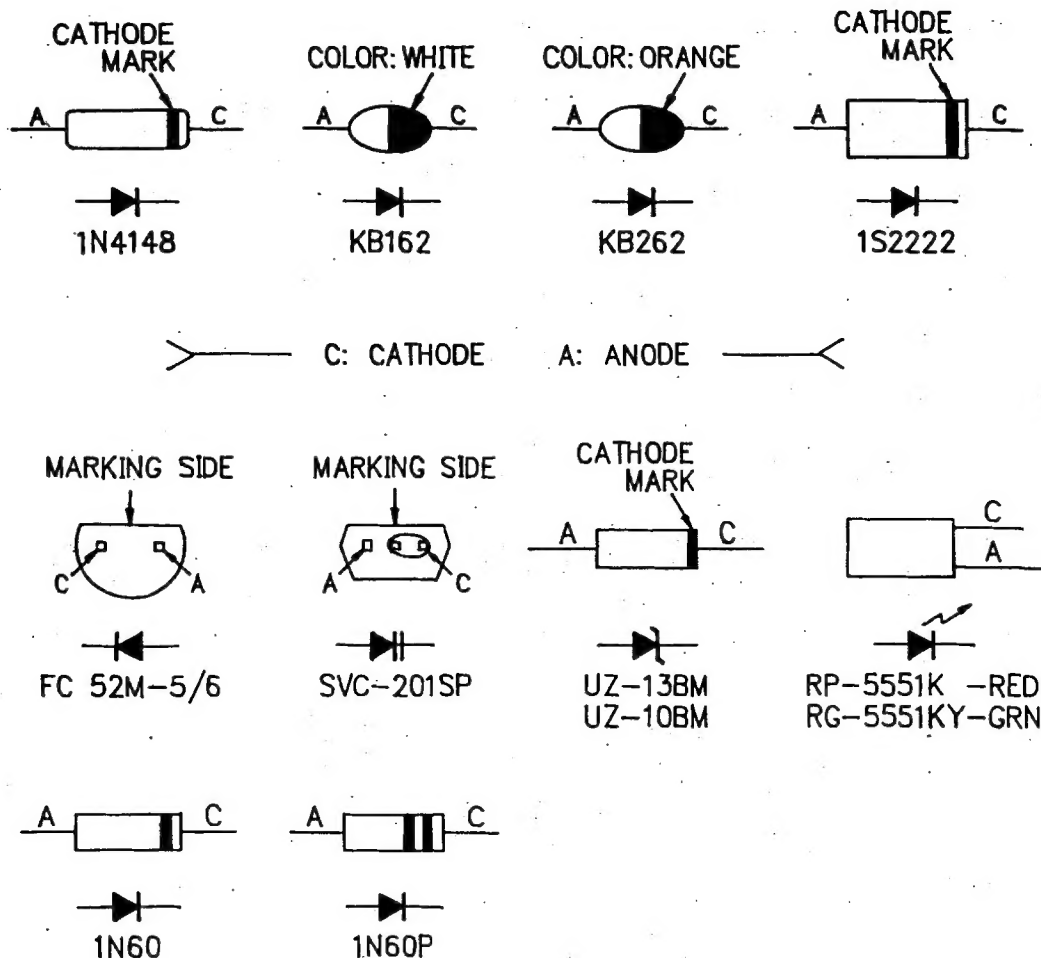 CATHODE
MARK
A
C
1N4148
COLOR: WHITE
A
C
KB162
COLOR: ORANGE
A
C
KB262
CATHODE
MARK
A
C
1S2222
C: CATHODE
A: ANODE
MARKING SIDE
C
A
FC 52M-5/6
MARKING SIDE
A
C
SVC-201SP
CATHODE
MARK
A
C
UZ-13BM
UZ-10BM
C
A
RP-5551K -RED
RG-5551KY-GRN
A
C
1N60
A
C
1N60P